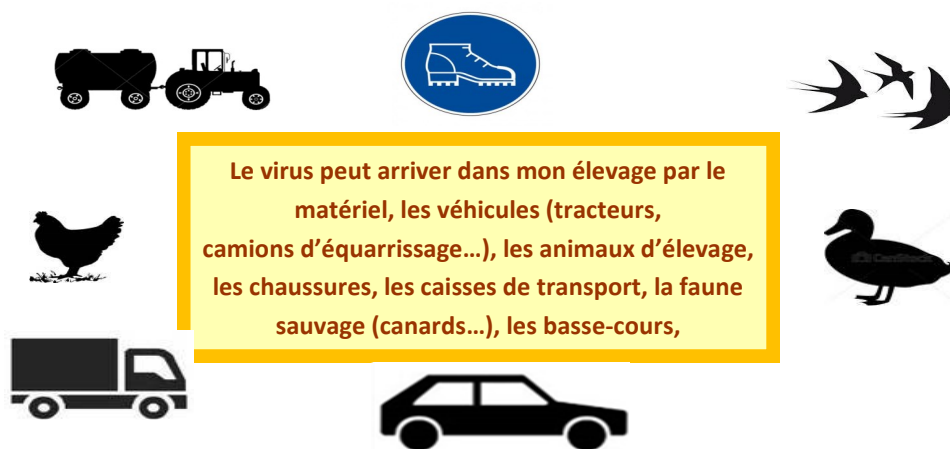 Le virus peut arriver dans mon élevage par le
matériel, les véhicules (tracteurs,
camions d'équarrissage…), les animaux d'élevage,
les chaussures, les caisses de transport, la faune
sauvage (canards…), les basse-cours,
CanStock